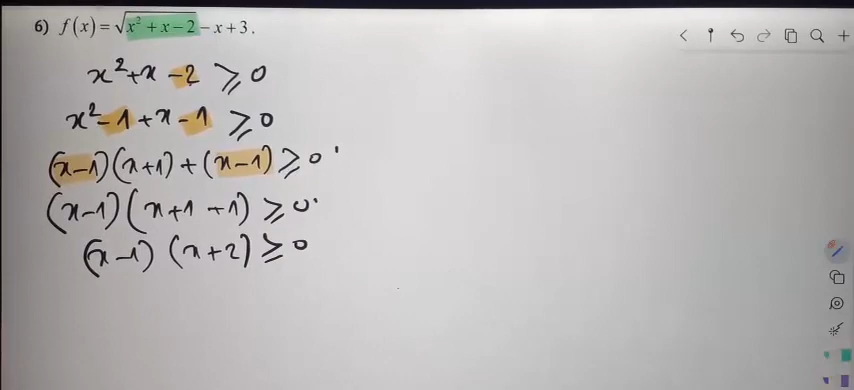 6) f(x) = √(x² + x − 2) − x + 3.
x² + x − 2 ⩾ 0
x² − 1 + x − 1 ⩾ 0
(x−1)(x+1) + (x−1) ⩾ 0
(x−1)(x+1 +1) ⩾ 0
(x−1)(x+2) ⩾ 0